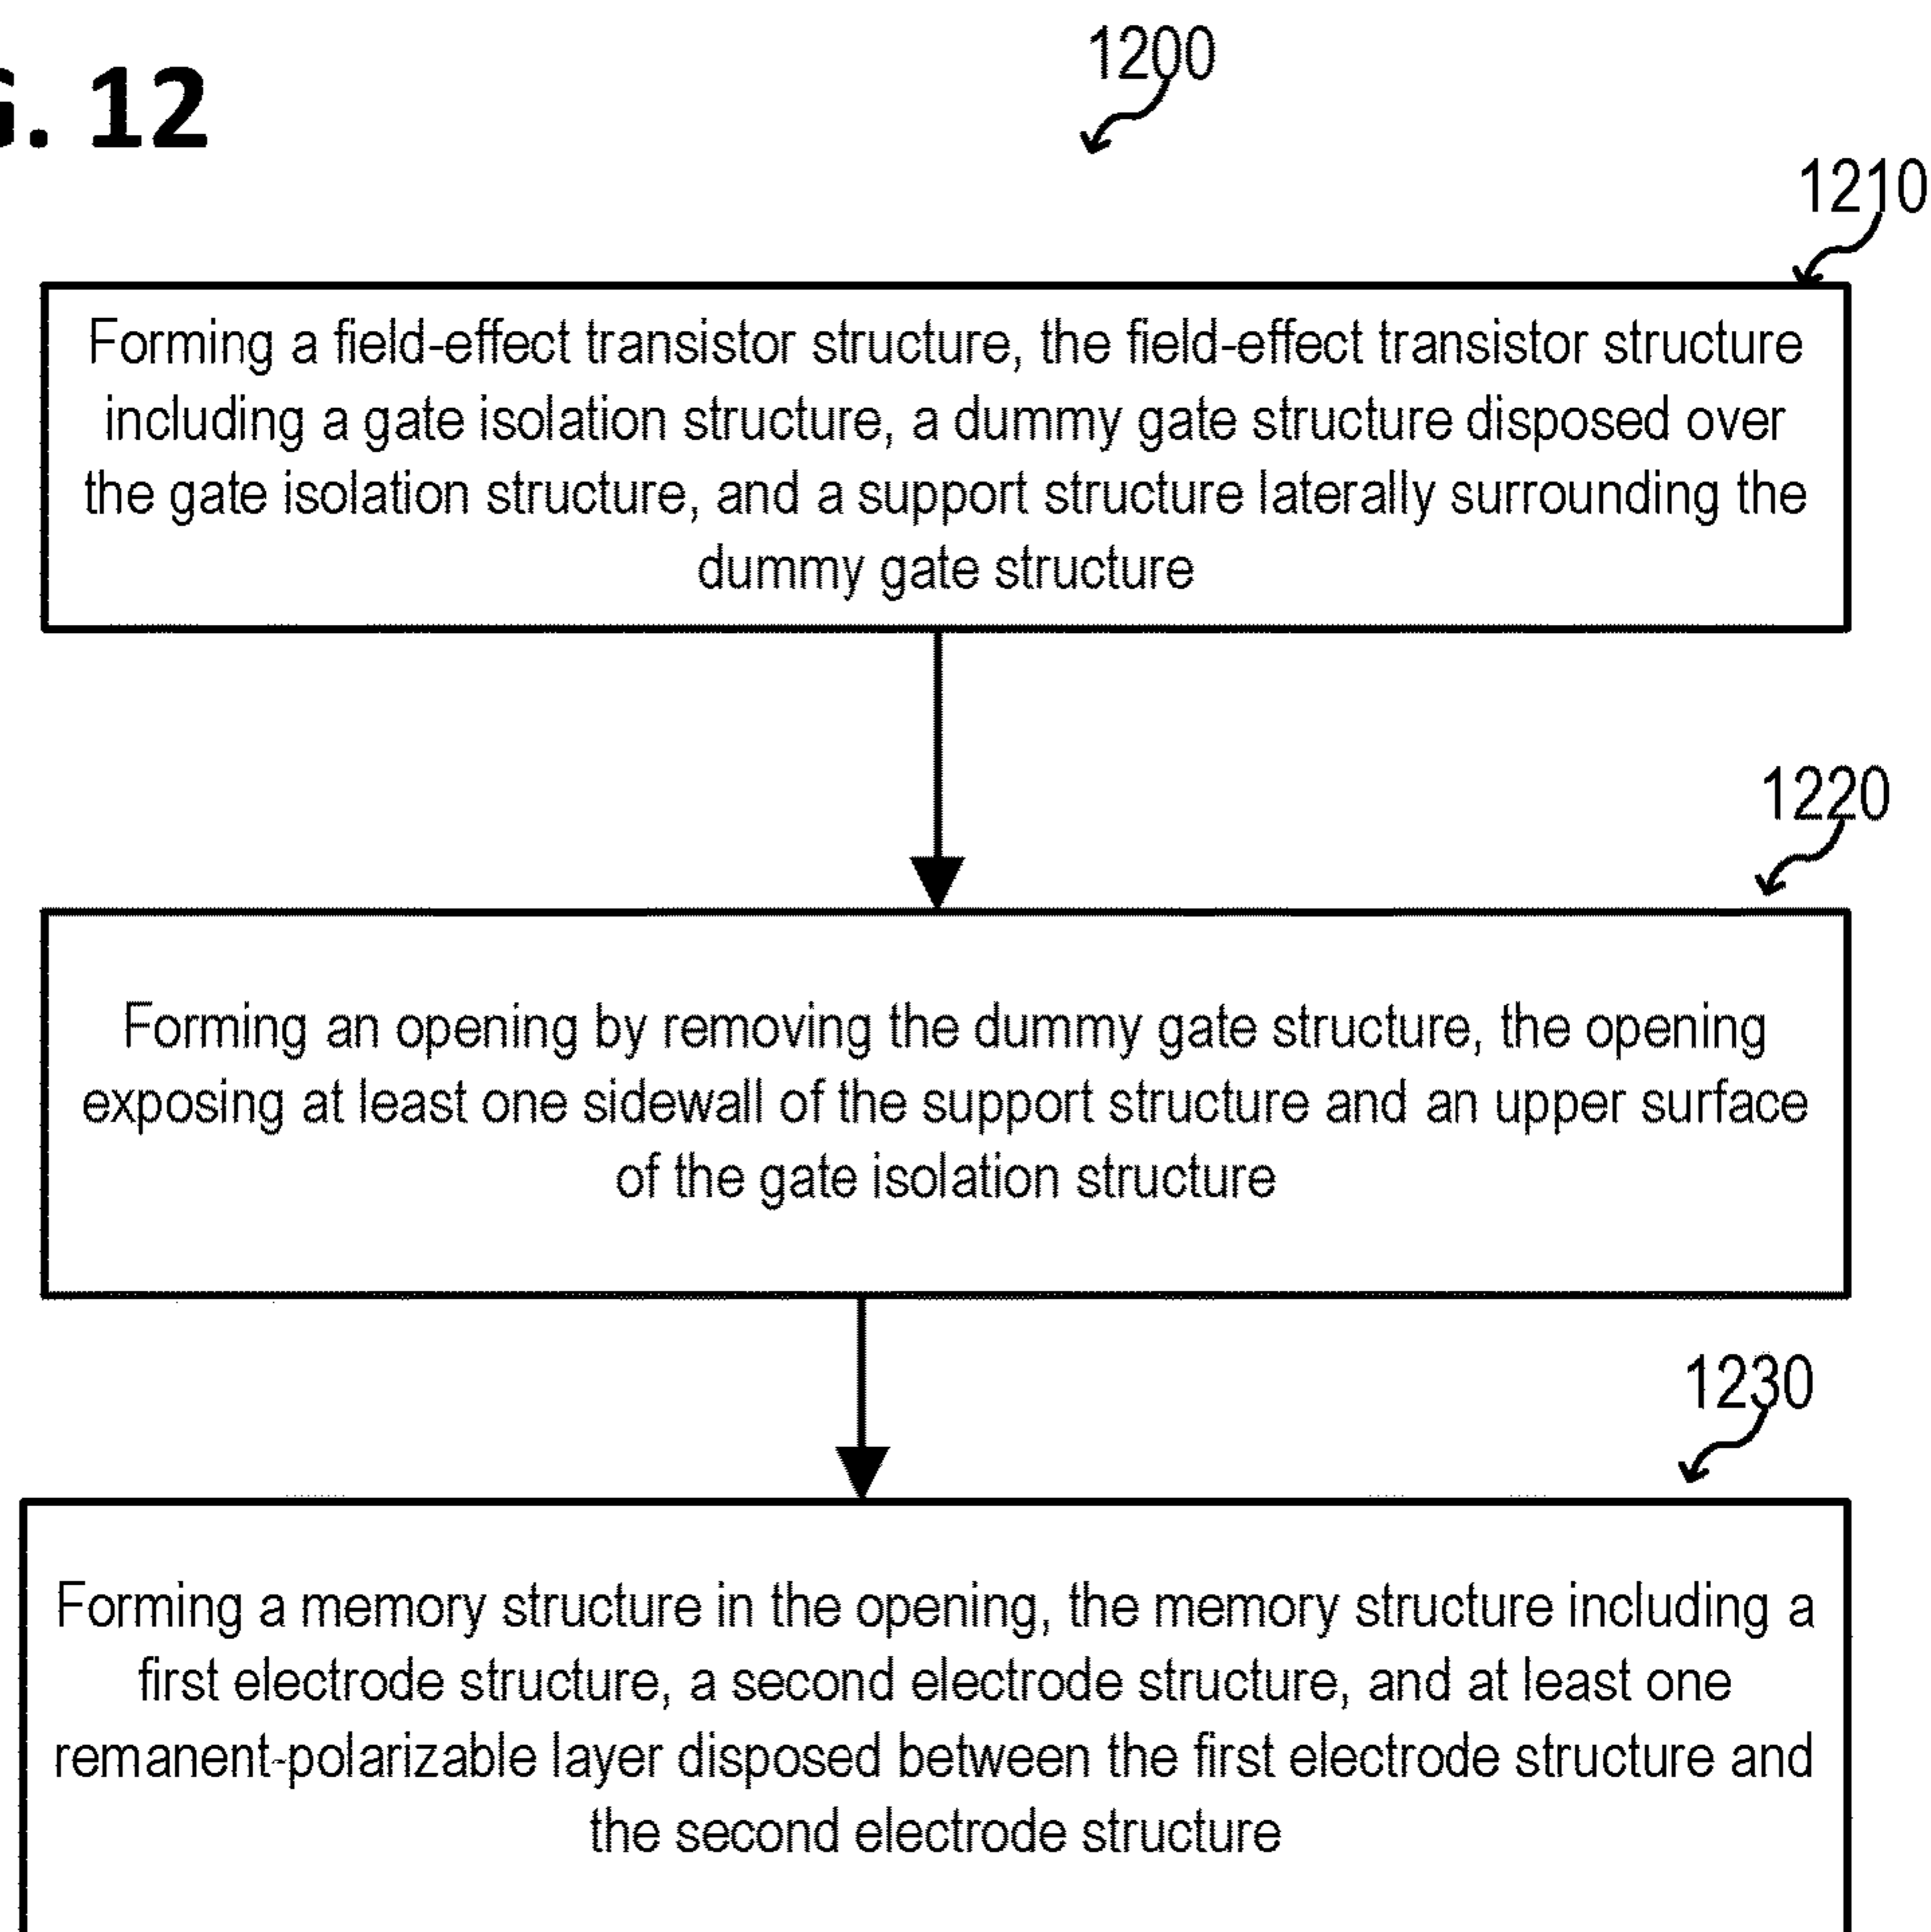 G. 12
1200
1210
Forming a field-effect transistor structure, the field-effect transistor structure
including a gate isolation structure, a dummy gate structure disposed over
the gate isolation structure, and a support structure laterally surrounding the
dummy gate structure
1220
Forming an opening by removing the dummy gate structure, the opening
exposing at least one sidewall of the support structure and an upper surface
of the gate isolation structure
1230
Forming a memory structure in the opening, the memory structure including a
first electrode structure, a second electrode structure, and at least one
remanent-polarizable layer disposed between the first electrode structure and
the second electrode structure